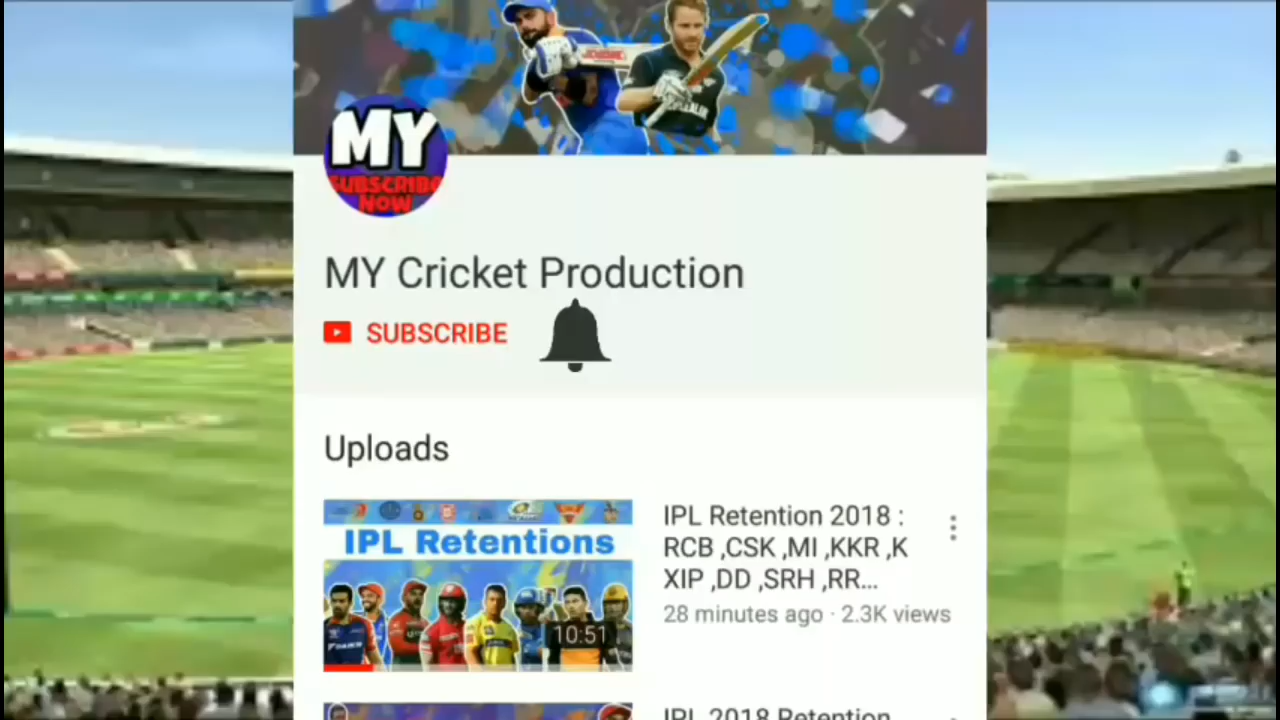 MY
SUBSCRIBE
NOW
MY Cricket Production
SUBSCRIBE
Uploads
IPL Retentions
10:51
IPL Retention 2018 :
RCB ,CSK ,MI ,KKR ,K
XIP ,DD ,SRH ,RR...
28 minutes ago · 2.3K views
IPL 2018 Retention